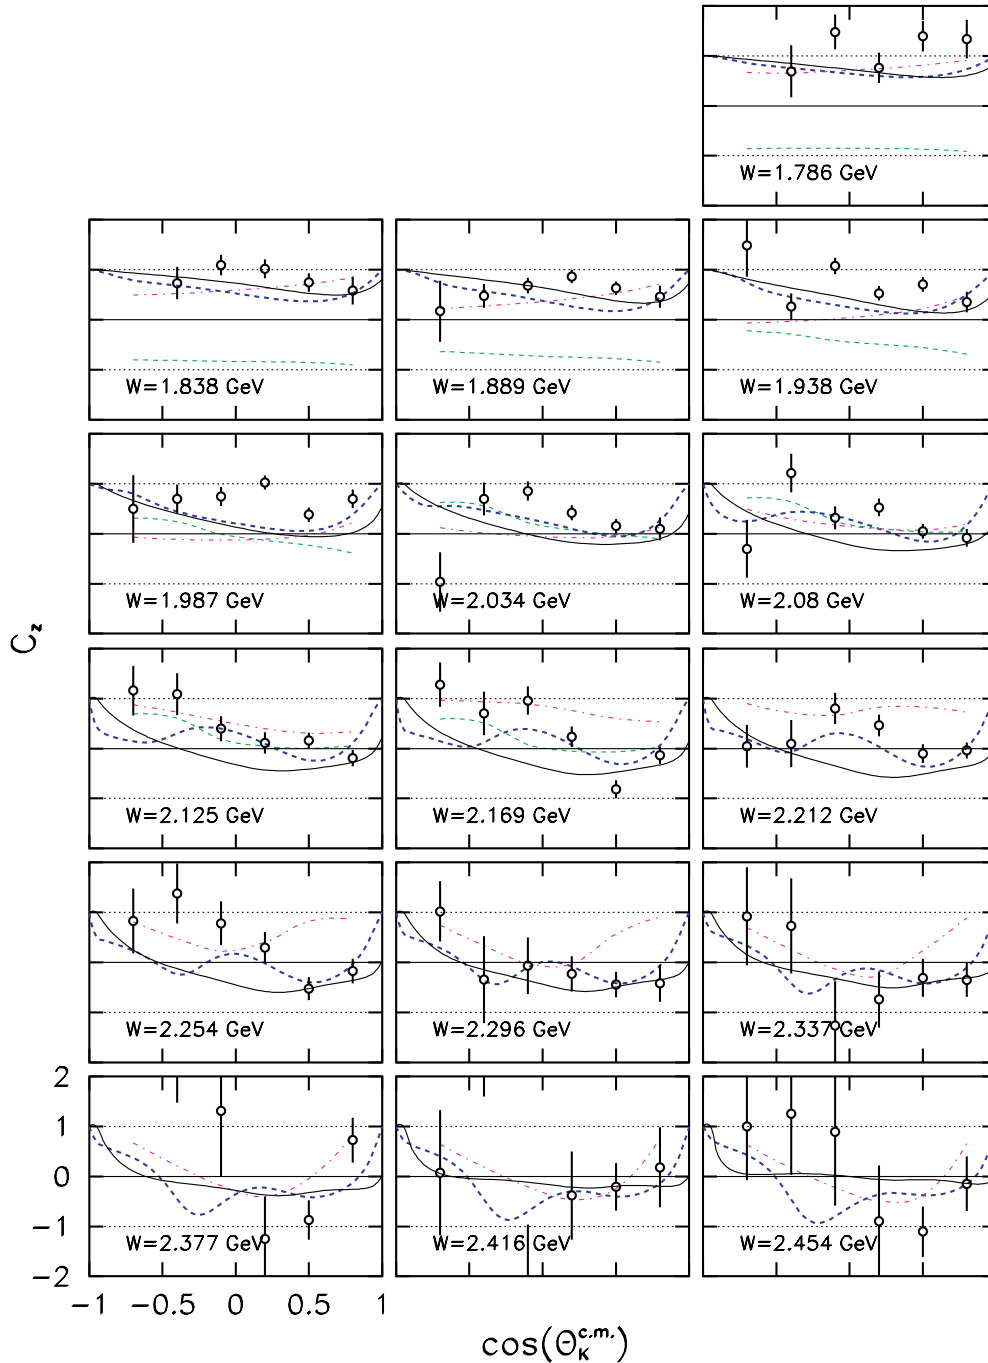 W=1.786 GeV
W=1.838 GeV
W=1.889 GeV
W=1.938 GeV
W=1.987 GeV
W=2.034 GeV
W=2.08 GeV
C_z
W=2.125 GeV
W=2.169 GeV
W=2.212 GeV
W=2.254 GeV
W=2.296 GeV
W=2.337 GeV
2
1
0
−1
−2
W=2.377 GeV
W=2.416 GeV
W=2.454 GeV
−1 −0.5 0 0.5 1
cos(Θ_K^{c.m.})